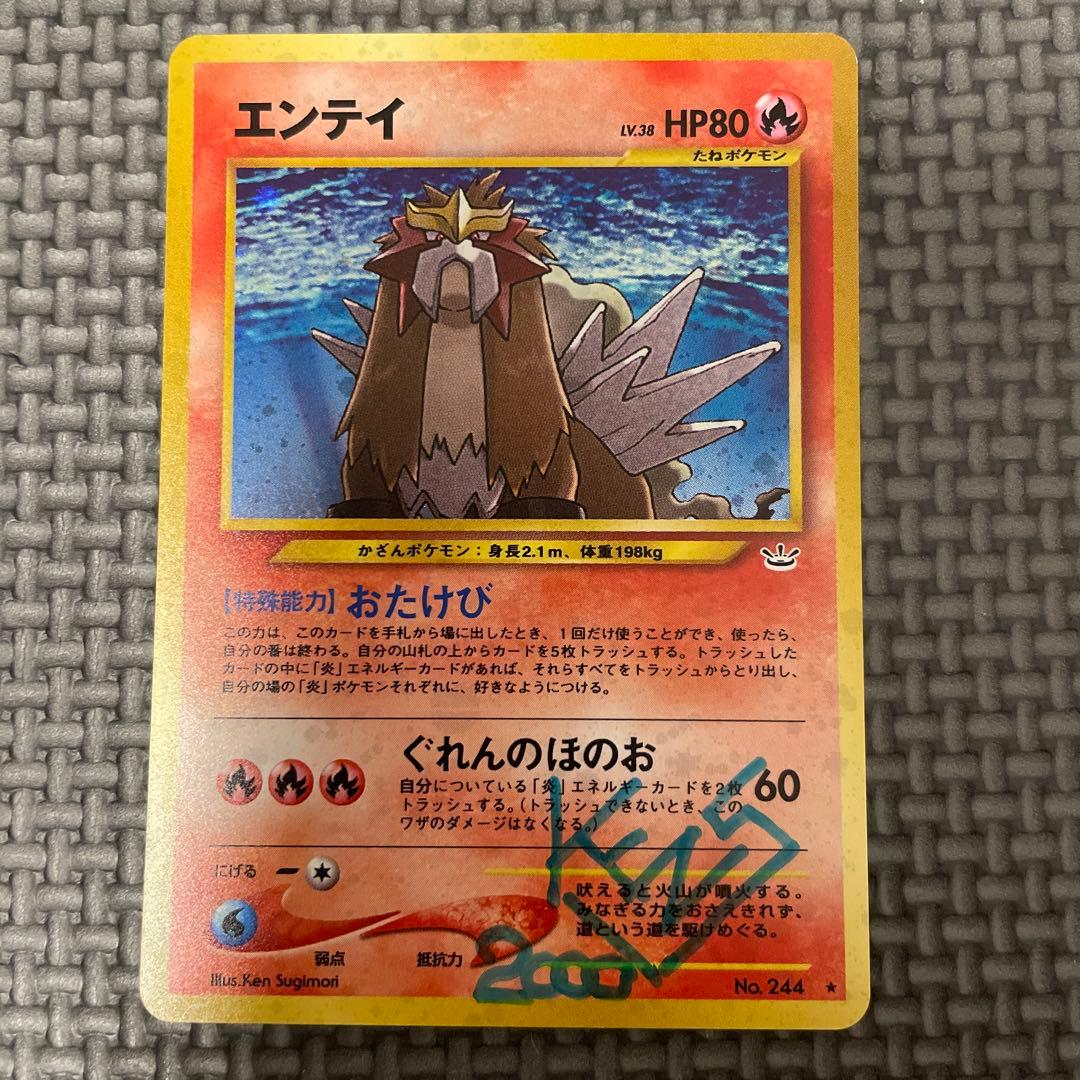 エンテイ
LV.38 HP80
たねポケモン
かざんポケモン：身長2.1m、体重198kg
【特殊能力】おたけび
この力は、このカードを手札から場に出したとき、1回だけ使うことができ、使ったら、
自分の番は終わる。自分の山札の上からカードを5枚トラッシュする。トラッシュした
カードの中に「炎」エネルギーカードがあれば、それらすべてをトラッシュからとり出し、
自分の場の「炎」ポケモンそれぞれに、好きなようにつける。
ぐれんのほのお 60
自分についている「炎」エネルギーカードを2枚
トラッシュする。（トラッシュできないとき、この
ワザのダメージはなくなる。）
にげる
吠えると火山が噴火する。
みなぎる力をおさえきれず、
道という道を駆けめぐる。
弱点 抵抗力
2000
Illus.Ken Sugimori
No. 244 ★